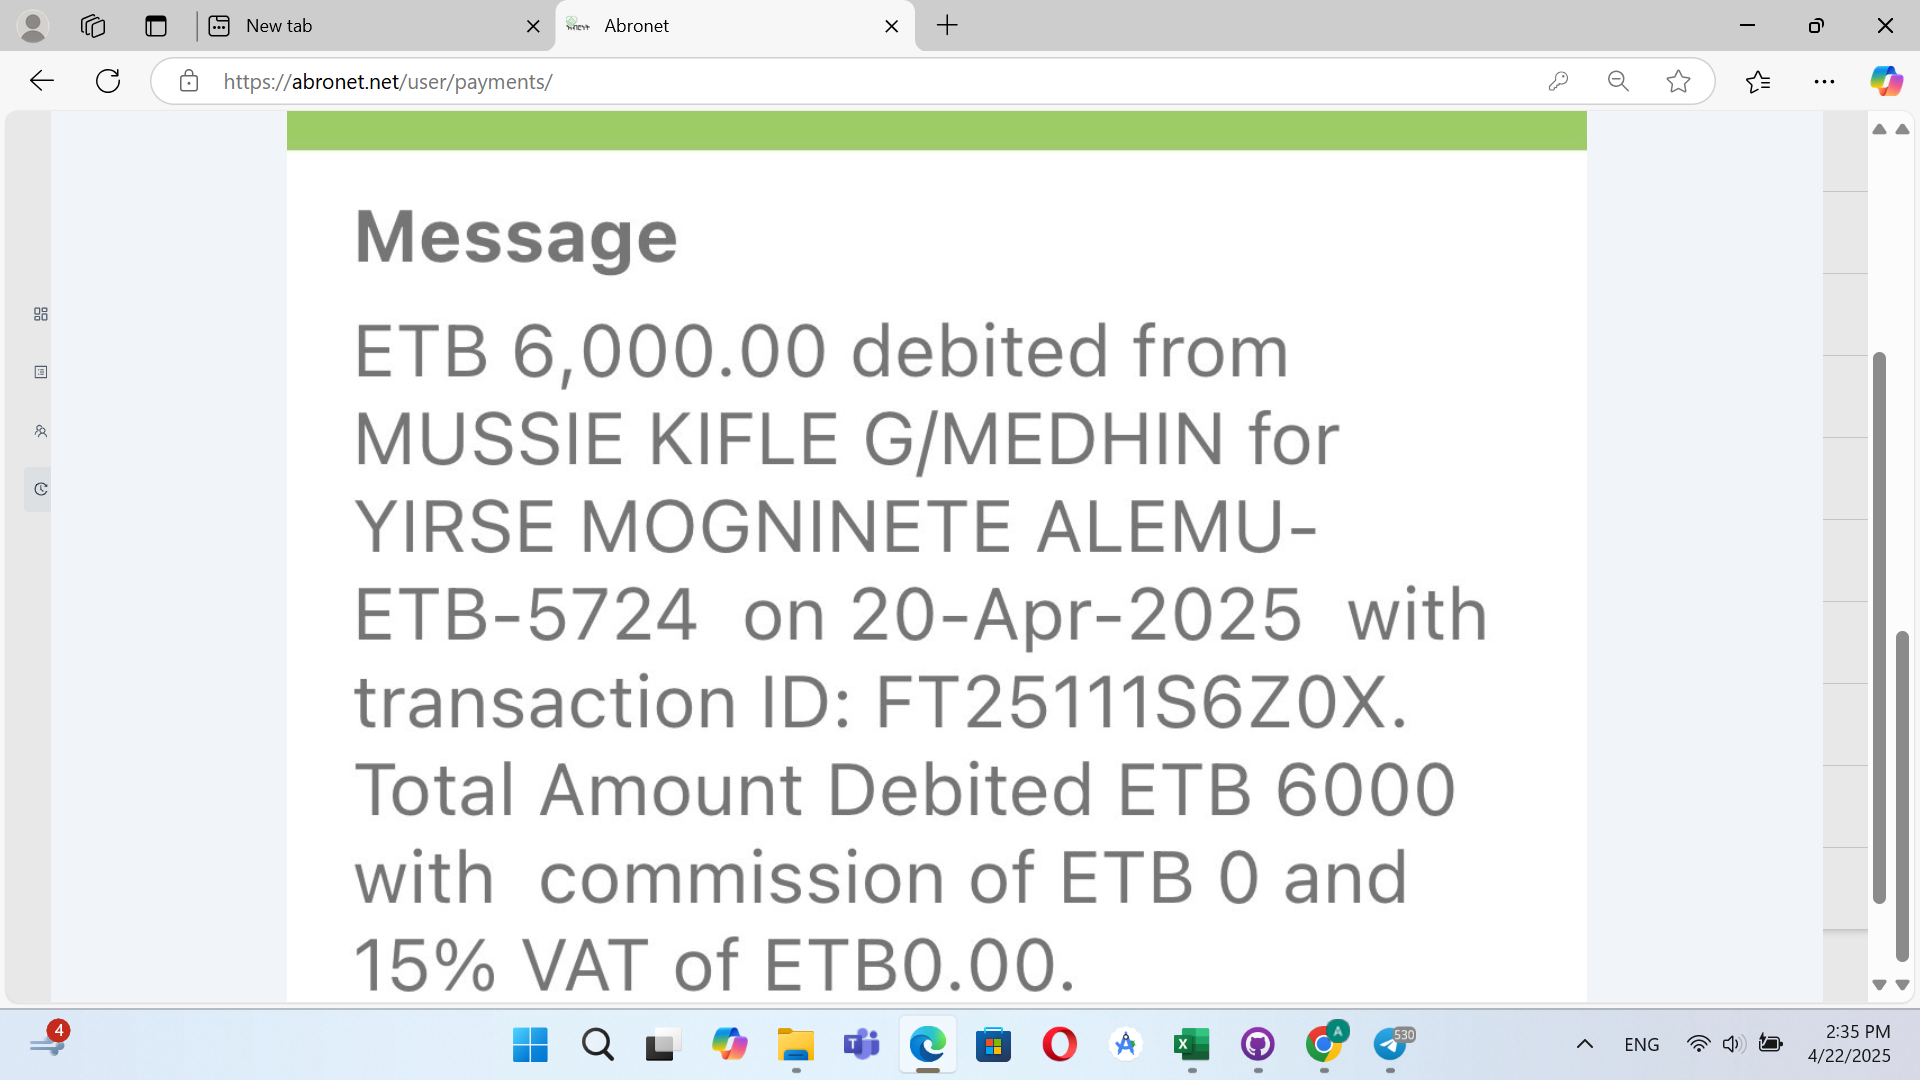 New tab
Abronet
https://abronet.net/user/payments/
Message
ETB 6,000.00 debited from
MUSSIE KIFLE G/MEDHIN for
YIRSE MOGNINETE ALEMU-
ETB-5724  on 20-Apr-2025  with
transaction ID: FT25111S6Z0X.
Total Amount Debited ETB 6000
with  commission of ETB 0 and
15% VAT of ETB0.00.
4
A
530
ENG
2:35 PM
4/22/2025